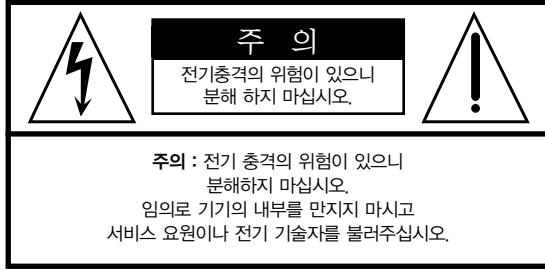 주 의
전기충격의 위험이 있으니
분해 하지 마십시오.
주의 : 전기 충격의 위험이 있으니
분해하지 마십시오.
임의로 기기의 내부를 만지지 마시고
서비스 요원이나 전기 기술자를 불러주십시오.